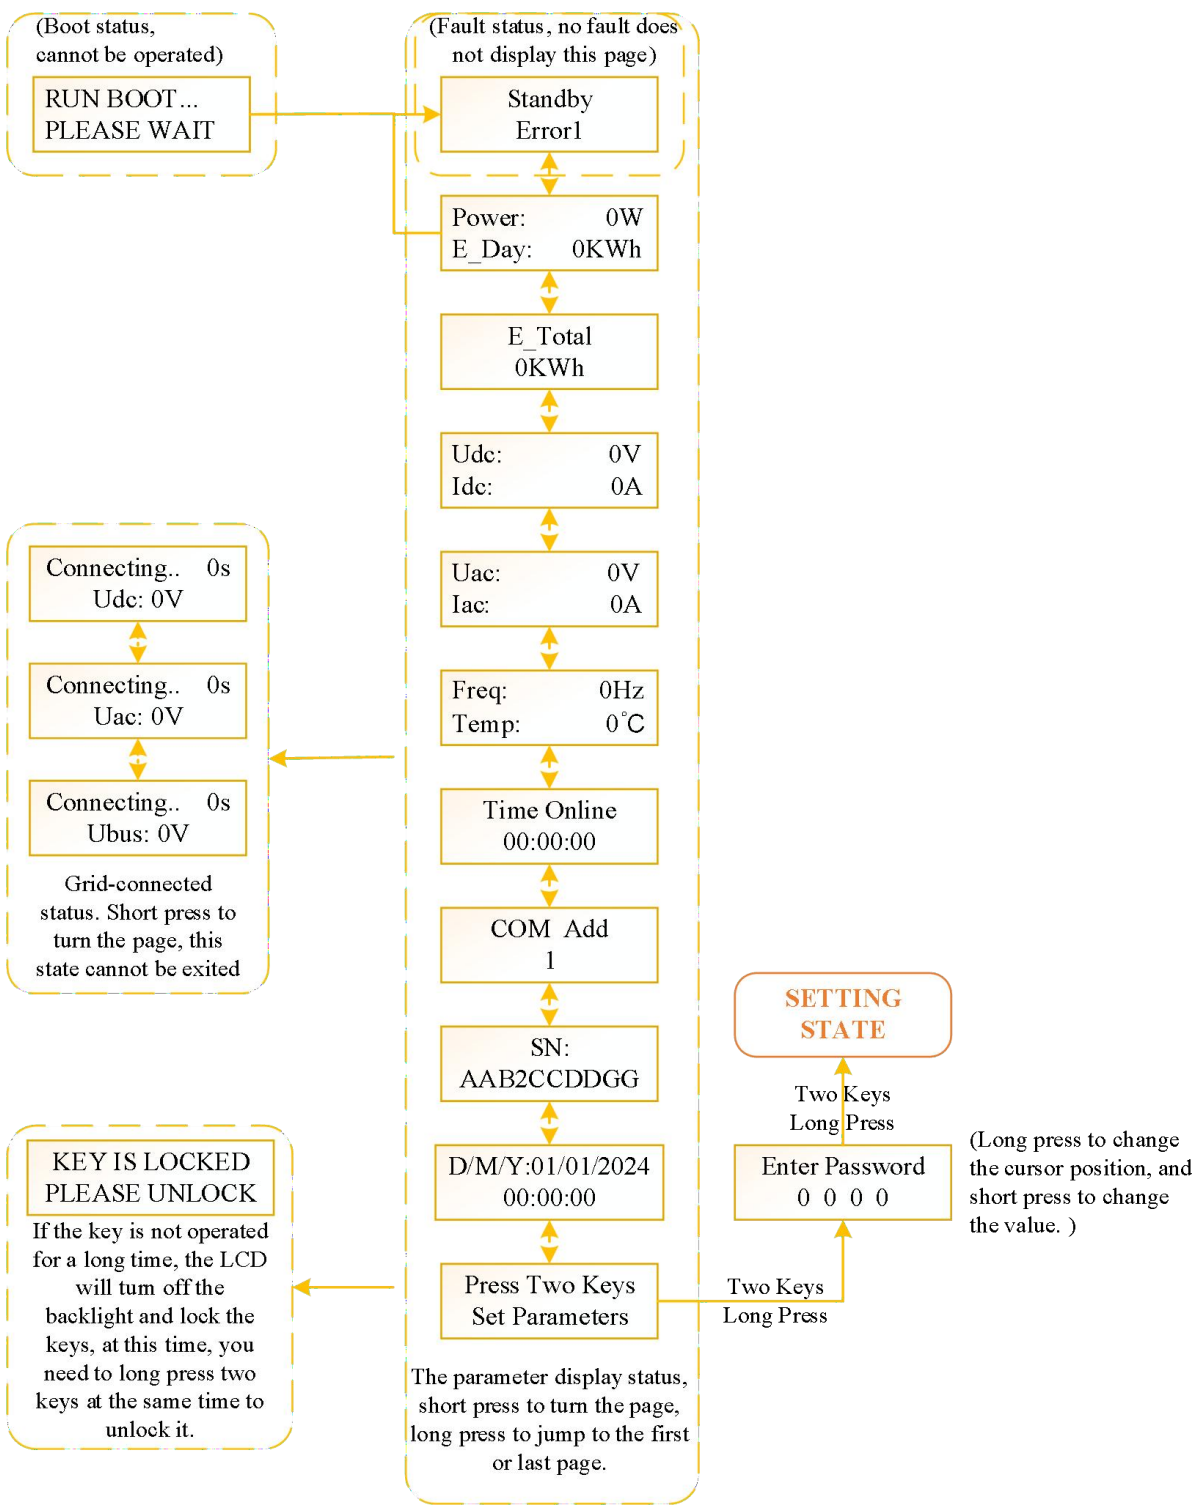 (Boot status,
cannot be operated)
RUN BOOT...
PLEASE WAIT
(Fault status, no fault does
not display this page)
Standby
Error1
Power: 0W
E_Day: 0KWh
E_Total
0KWh
Udc: 0V
Idc: 0A
Uac: 0V
Iac: 0A
Freq: 0Hz
Temp: 0°C
Time Online
00:00:00
COM Add
1
SN:
AAB2CCDDGG
D/M/Y:01/01/2024
00:00:00
Press Two Keys
Set Parameters
The parameter display status,
short press to turn the page,
long press to jump to the first
or last page.
Connecting.. 0s
Udc: 0V
Connecting.. 0s
Uac: 0V
Connecting.. 0s
Ubus: 0V
Grid-connected
status. Short press to
turn the page, this
state cannot be exited
KEY IS LOCKED
PLEASE UNLOCK
If the key is not operated
for a long time, the LCD
will turn off the
backlight and lock the
keys, at this time, you
need to long press two
keys at the same time to
unlock it.
Two Keys
Long Press
Enter Password
0 0 0 0
(Long press to change
the cursor position, and
short press to change
the value. )
Two Keys
Long Press
SETTING
STATE